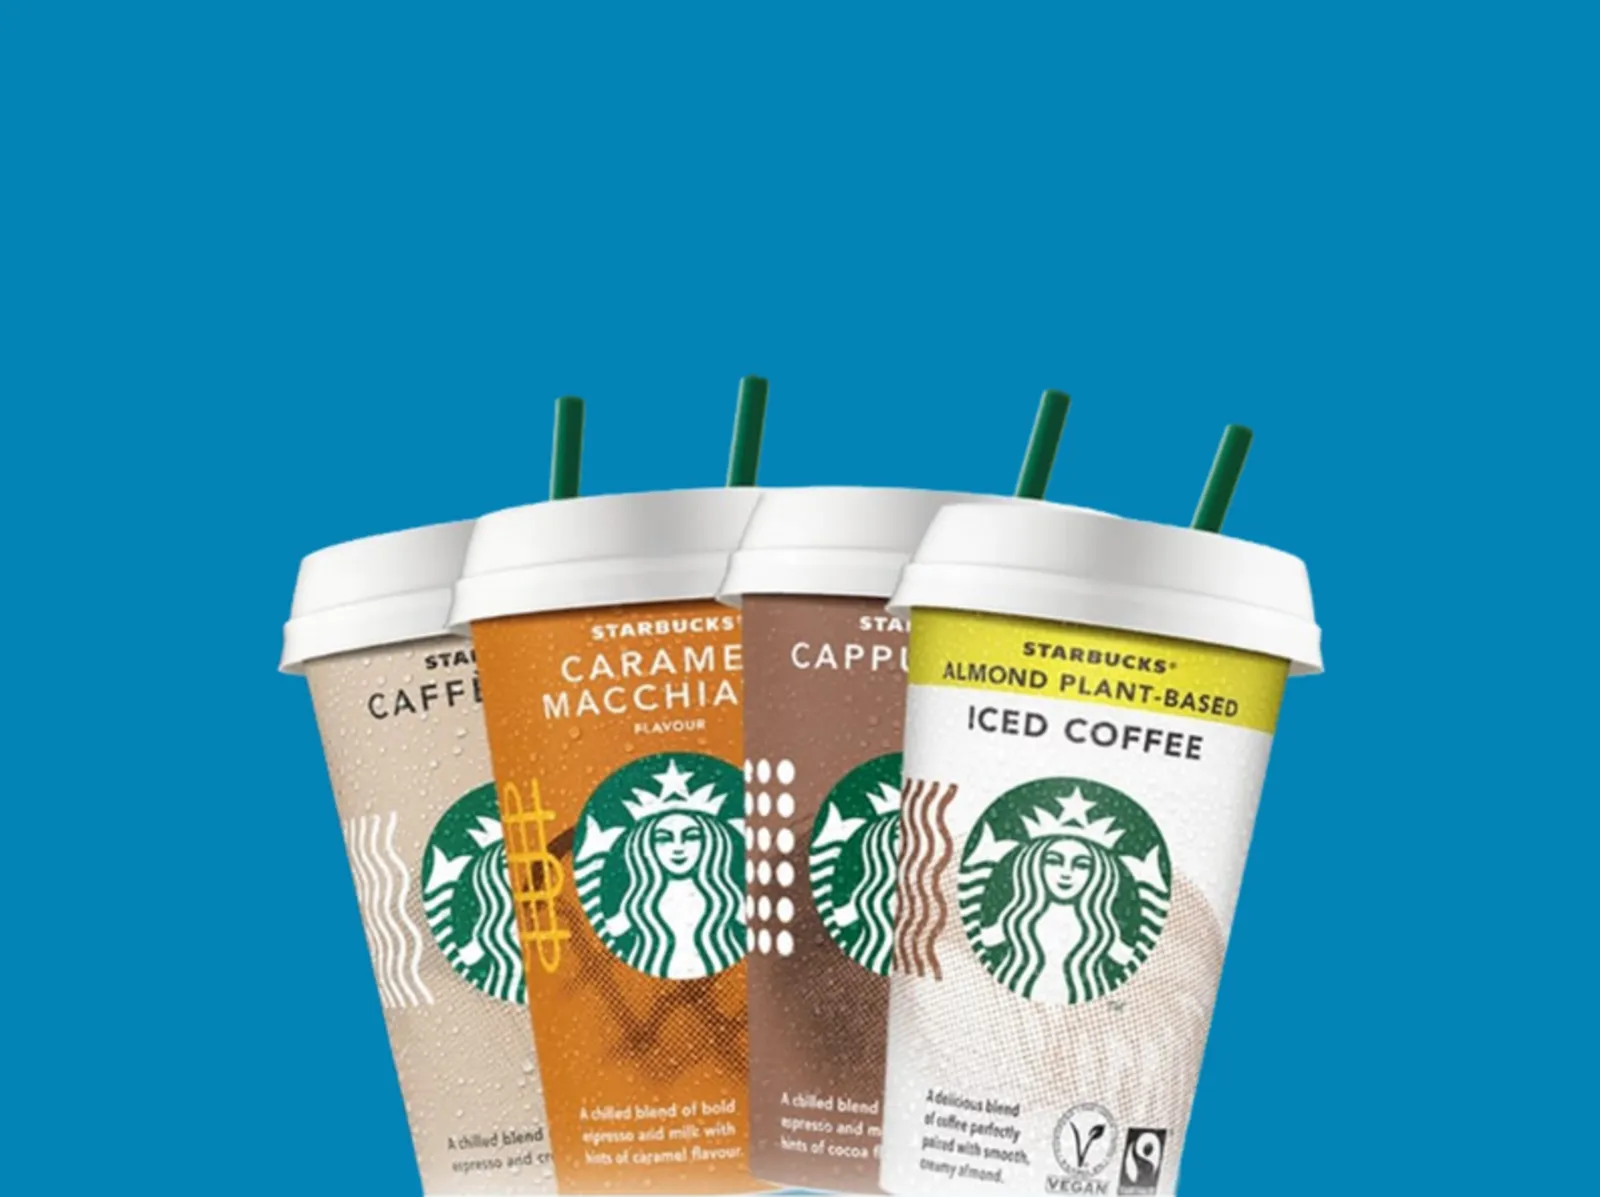 STA
CAFFÈ
A chilled blend
espresso and cr
STARBUCKS
CARAME
MACCHIA
FLAVOUR
A chilled blend of bold
espresso and milk with
hints of caramel flavour.
STA
CAPPU
A chilled blend
espresso and m
hints of cocoa f
STARBUCKS®
ALMOND PLANT-BASED
ICED COFFEE
TM
A delicious blend
of coffee perfectly
paired with smooth,
creamy almond.
VEGAN